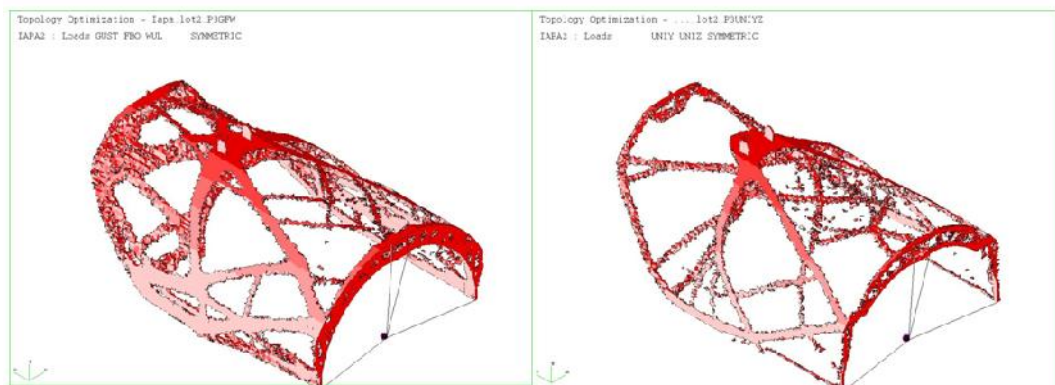 Topology Optimization - Iapa lot2 P3GFW
IAPA2 : Loads GUST FBO WUL SYMMETRIC
Topology Optimization - .... lot2 P3UNIYZ
IAPA2 : Loads UNIY UNIZ SYMMETRIC